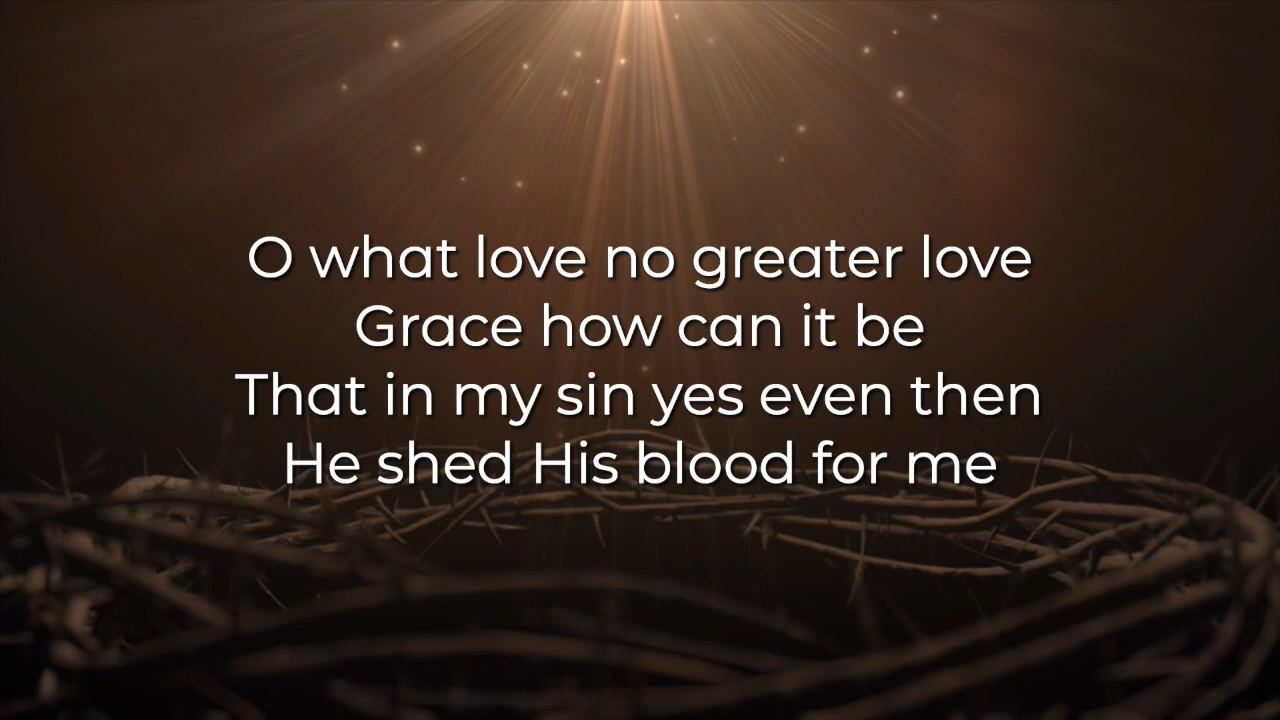 O what love no greater love
Grace how can it be
That in my sin yes even then
He shed His blood for me